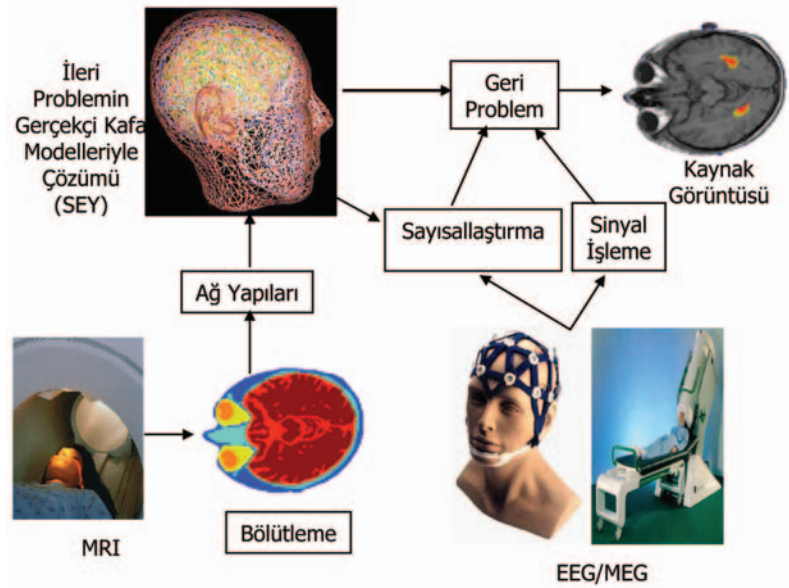 İleri
Problemin
Gerçekçi Kafa
Modelleriyle
Çözümü
(SEY)
Geri
Problem
Kaynak
Görüntüsü
Sayısallaştırma
Sinyal
İşleme
Ağ Yapıları
MRI
Bölütleme
EEG/MEG